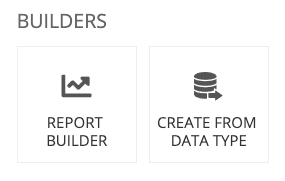 BUILDERS
REPORT
BUILDER
CREATE FROM
DATA TYPE